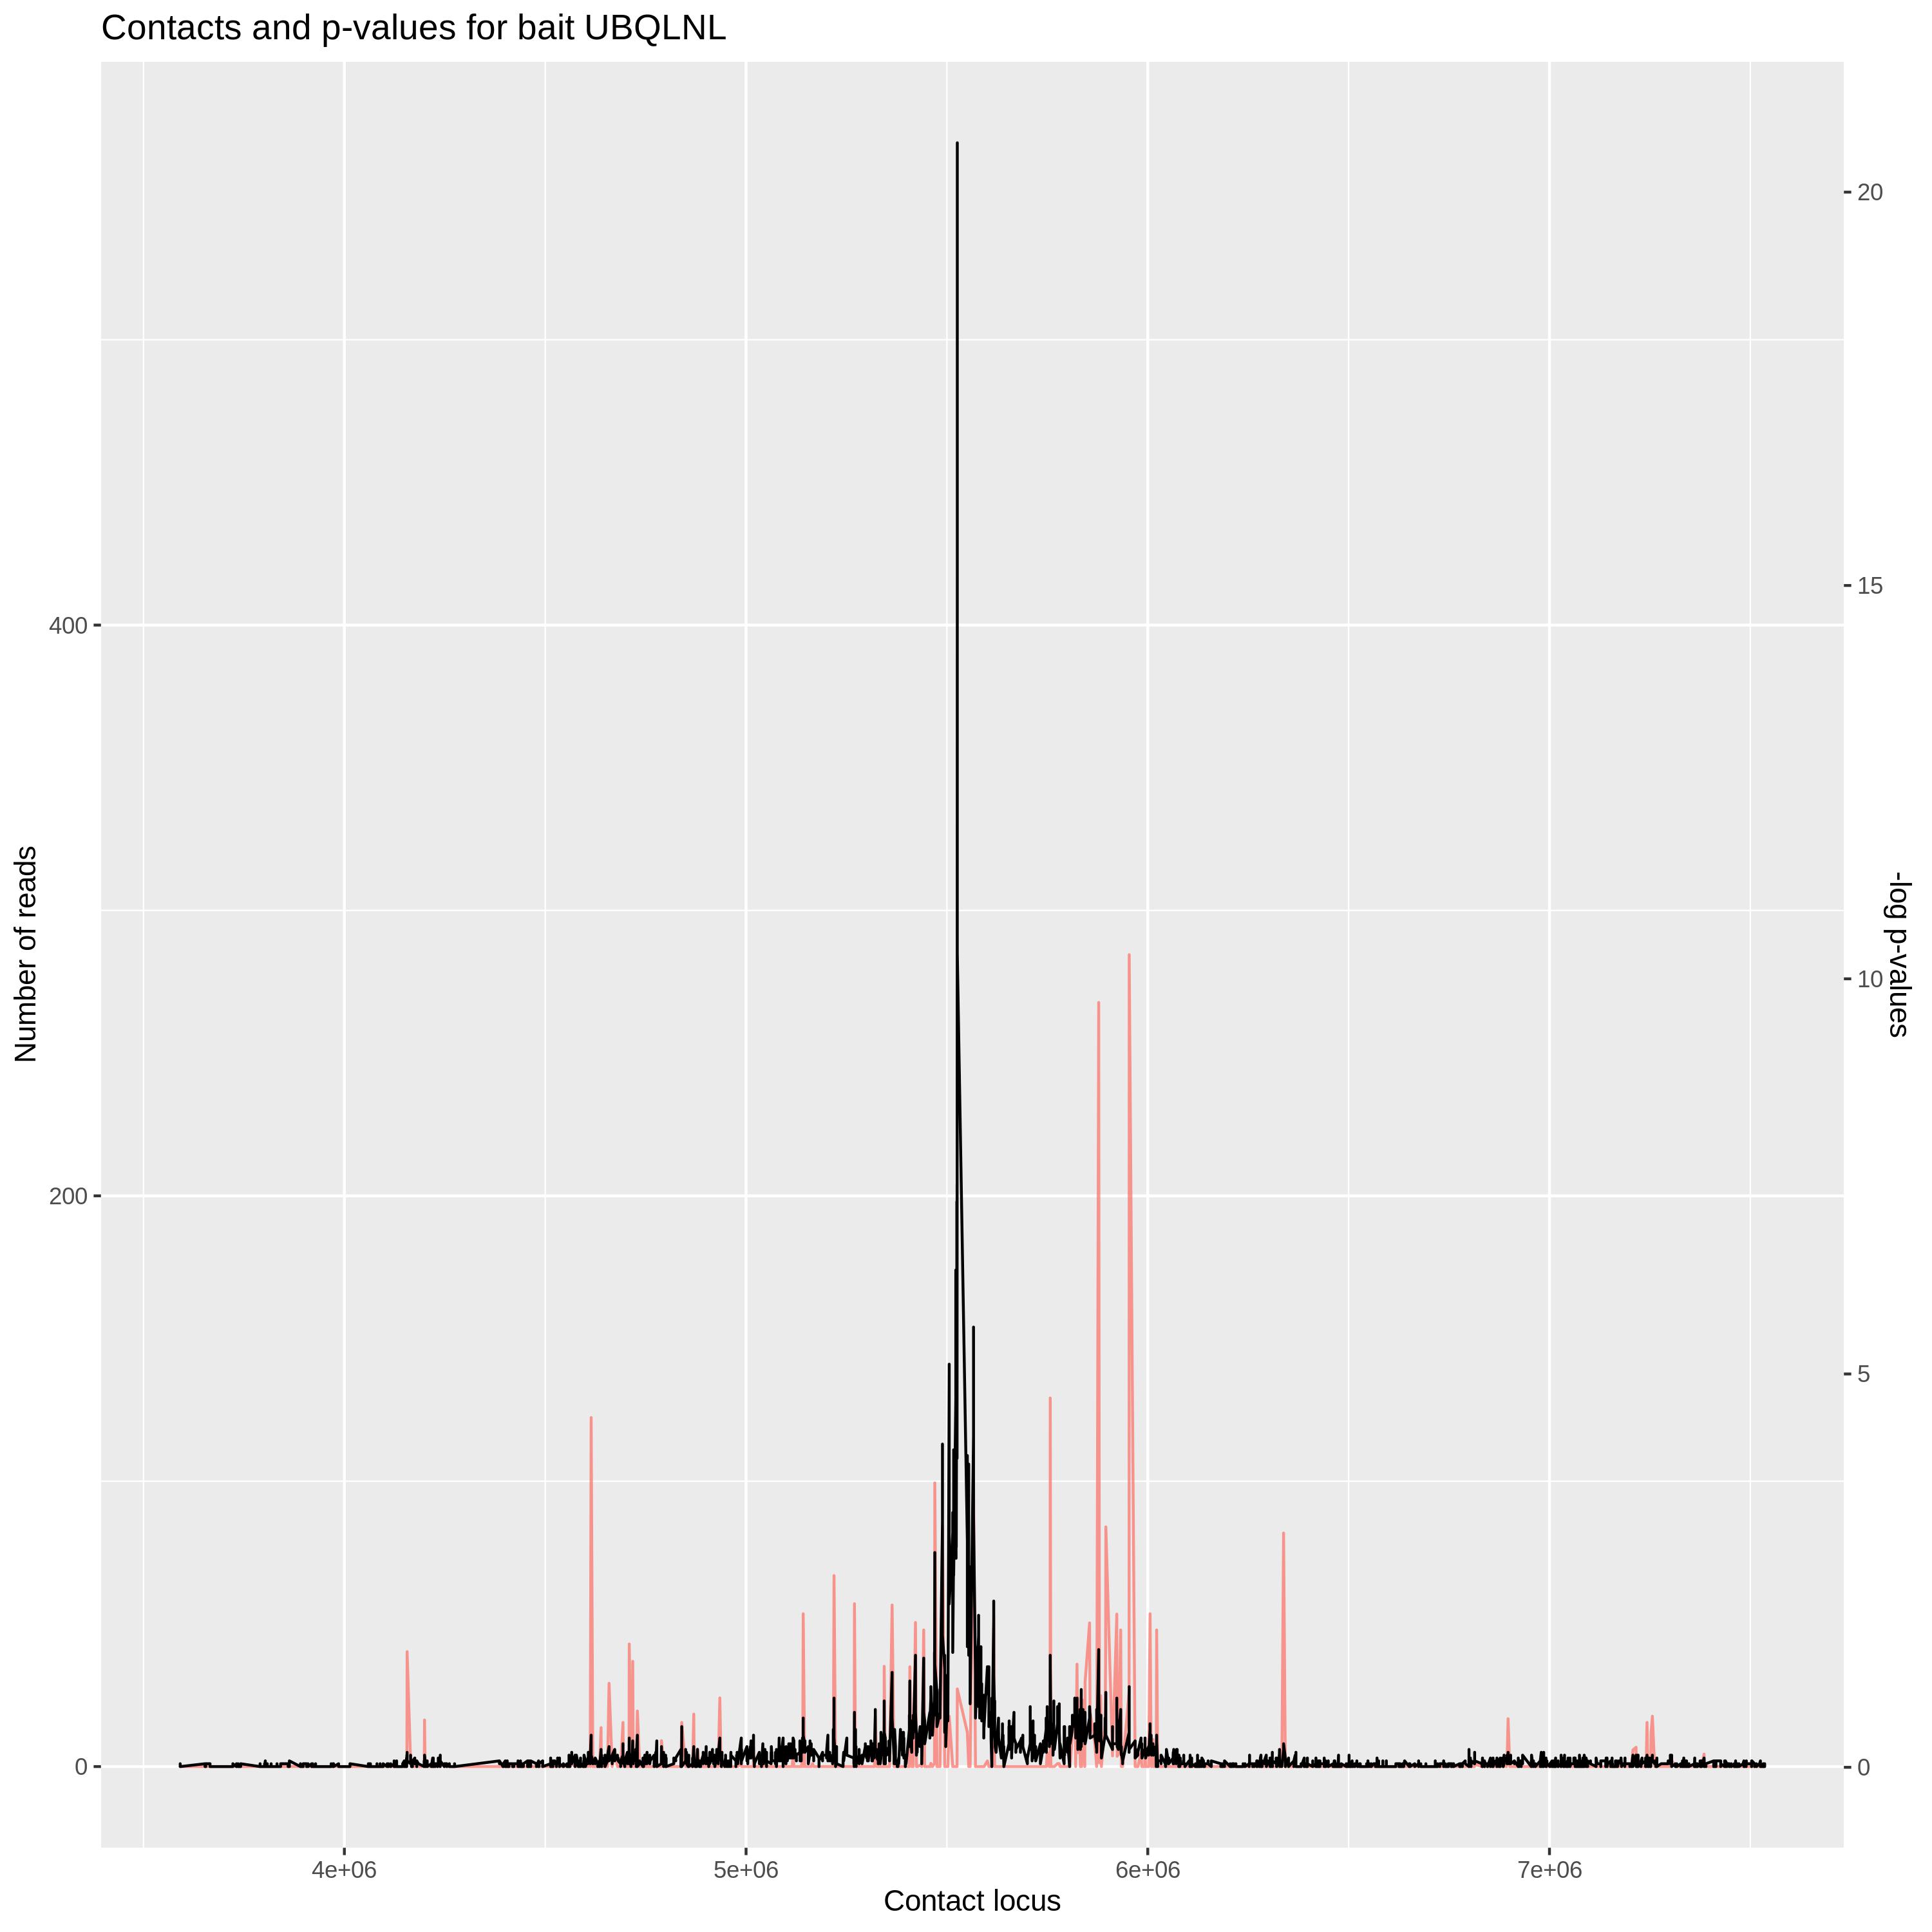 Contacts and p-values for bait UBQLNL
Number of reads
400
200
0
20
15
10
5
0
-log p-values
4e+06
5e+06
6e+06
7e+06
Contact locus